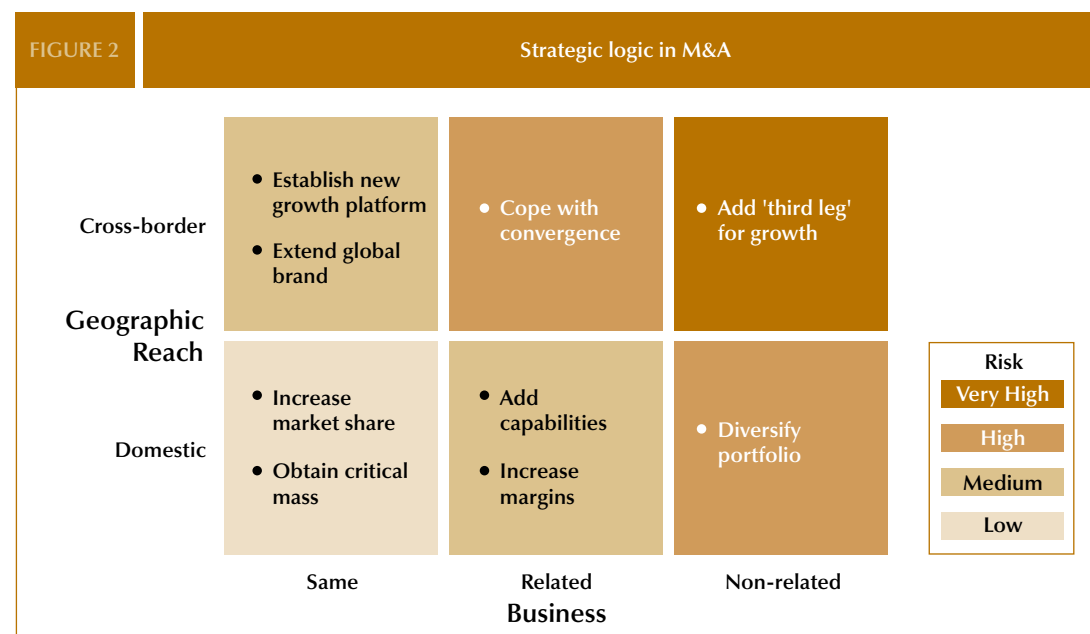 FIGURE 2
Strategic logic in M&A
Cross-border
• Establish new
growth platform
• Extend global
brand
• Cope with
convergence
• Add 'third leg'
for growth
Geographic
Reach
Domestic
• Increase
market share
• Obtain critical
mass
• Add
capabilities
• Increase
margins
• Diversify
portfolio
Risk
Very High
High
Medium
Low
Same
Related
Non-related
Business